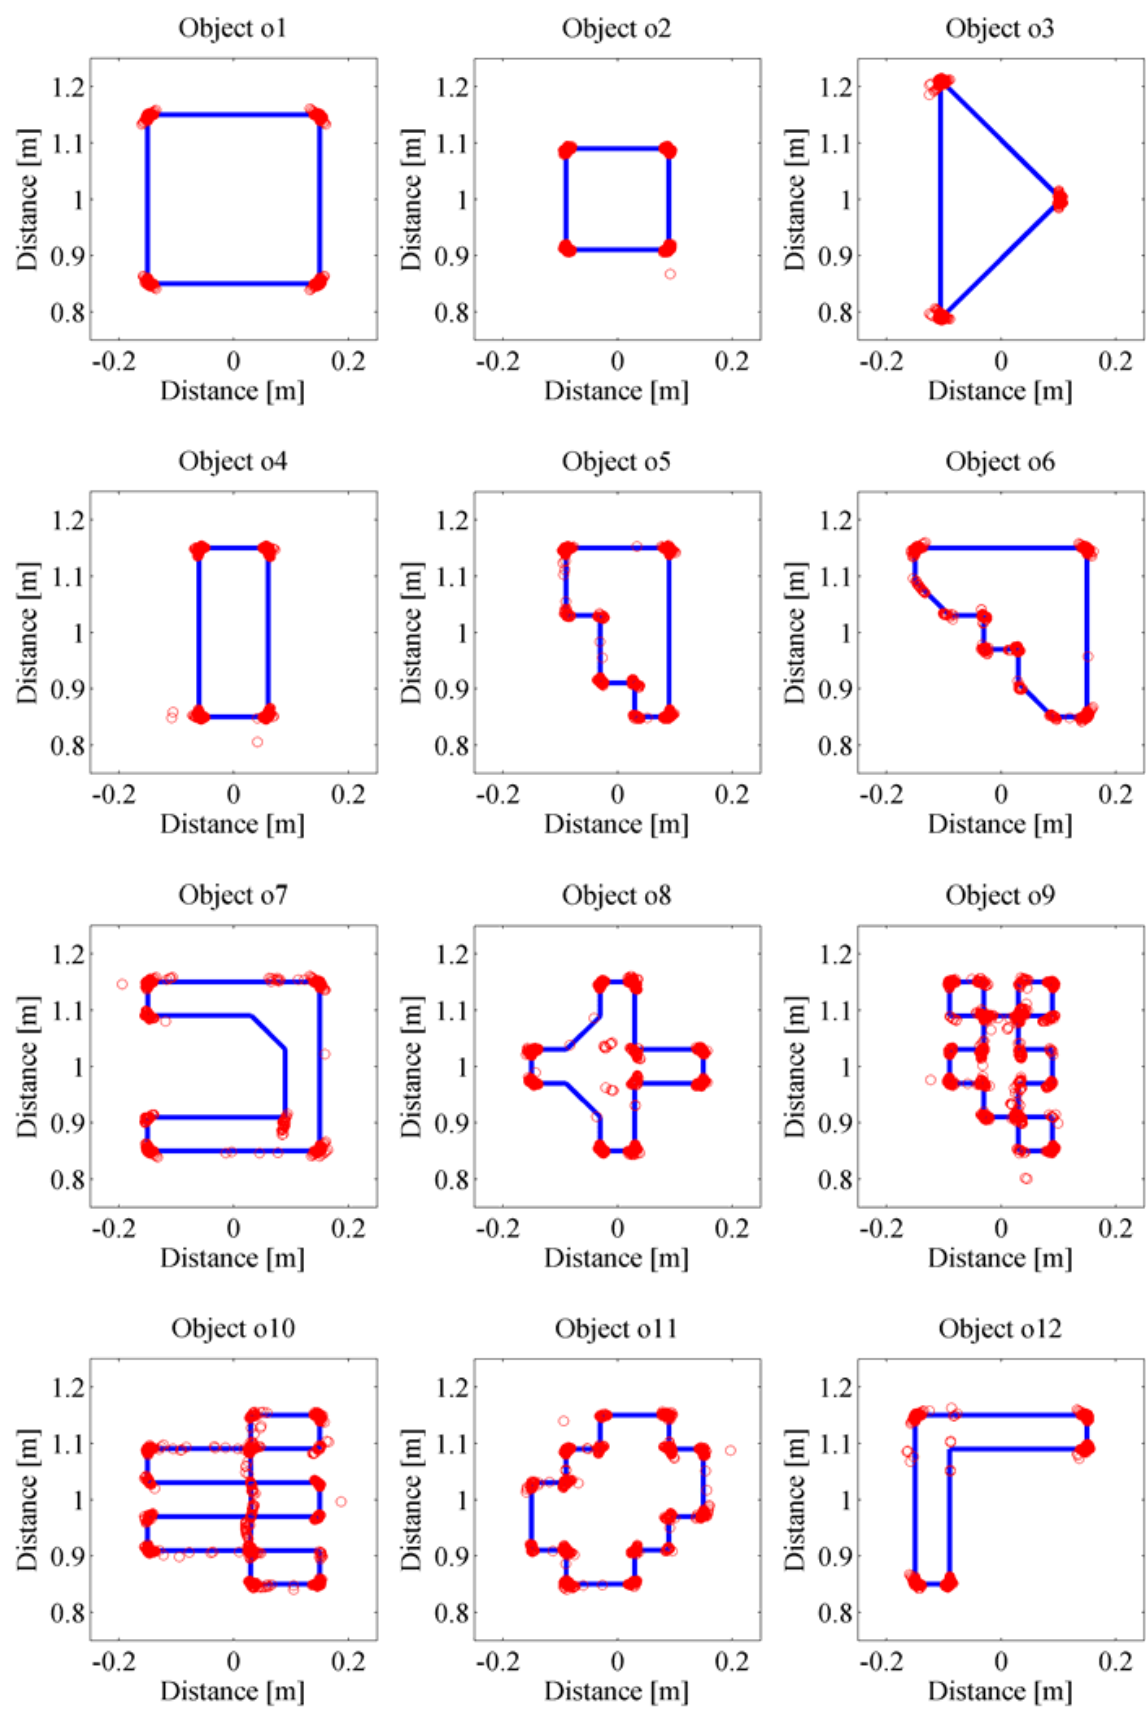 Object o1 Object o2 Object o3
1.2 1.2 1.2
1.1 1.1 1.1
1 1 1
0.9 0.9 0.9
0.8 0.8 0.8
Distance [m] Distance [m] Distance [m]
-0.2 0 0.2 -0.2 0 0.2 -0.2 0 0.2
Distance [m] Distance [m] Distance [m]
Object o4 Object o5 Object o6
1.2 1.2 1.2
1.1 1.1 1.1
1 1 1
0.9 0.9 0.9
0.8 0.8 0.8
Distance [m] Distance [m] Distance [m]
-0.2 0 0.2 -0.2 0 0.2 -0.2 0 0.2
Distance [m] Distance [m] Distance [m]
Object o7 Object o8 Object o9
1.2 1.2 1.2
1.1 1.1 1.1
1 1 1
0.9 0.9 0.9
0.8 0.8 0.8
Distance [m] Distance [m] Distance [m]
-0.2 0 0.2 -0.2 0 0.2 -0.2 0 0.2
Distance [m] Distance [m] Distance [m]
Object o10 Object o11 Object o12
1.2 1.2 1.2
1.1 1.1 1.1
1 1 1
0.9 0.9 0.9
0.8 0.8 0.8
Distance [m] Distance [m] Distance [m]
-0.2 0 0.2 -0.2 0 0.2 -0.2 0 0.2
Distance [m] Distance [m] Distance [m]